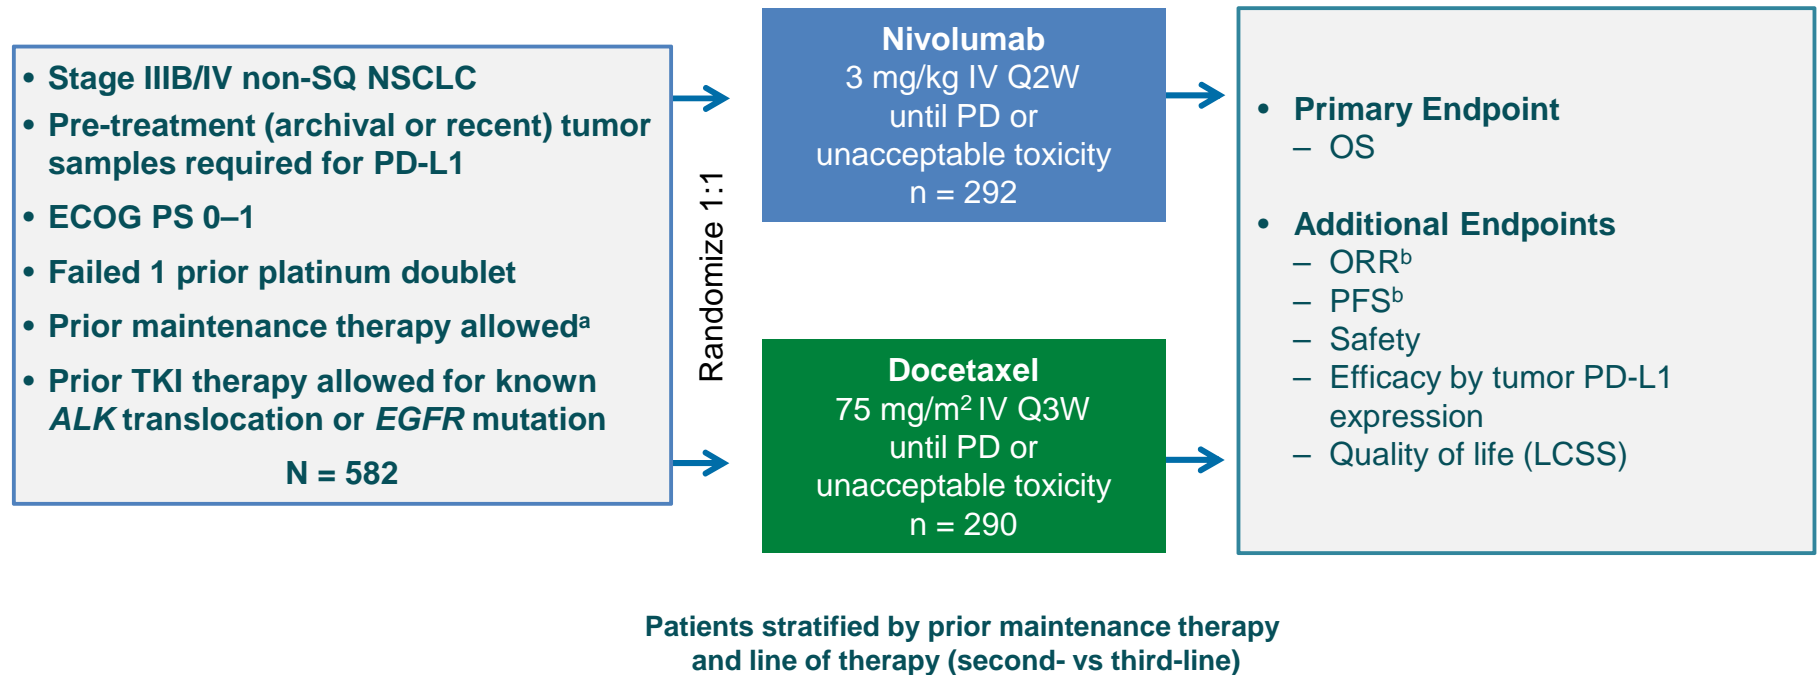 • Stage IIIB/IV non-SQ NSCLC
• Pre-treatment (archival or recent) tumor
samples required for PD-L1
• ECOG PS 0–1
• Failed 1 prior platinum doublet
• Prior maintenance therapy allowedᵃ
• Prior TKI therapy allowed for known
ALK translocation or EGFR mutation
N = 582
Randomize 1:1
Nivolumab
3 mg/kg IV Q2W
until PD or
unacceptable toxicity
n = 292
Docetaxel
75 mg/m² IV Q3W
until PD or
unacceptable toxicity
n = 290
• Primary Endpoint
– OS
• Additional Endpoints
– ORRᵇ
– PFSᵇ
– Safety
– Efficacy by tumor PD-L1
expression
– Quality of life (LCSS)
Patients stratified by prior maintenance therapy
and line of therapy (second- vs third-line)